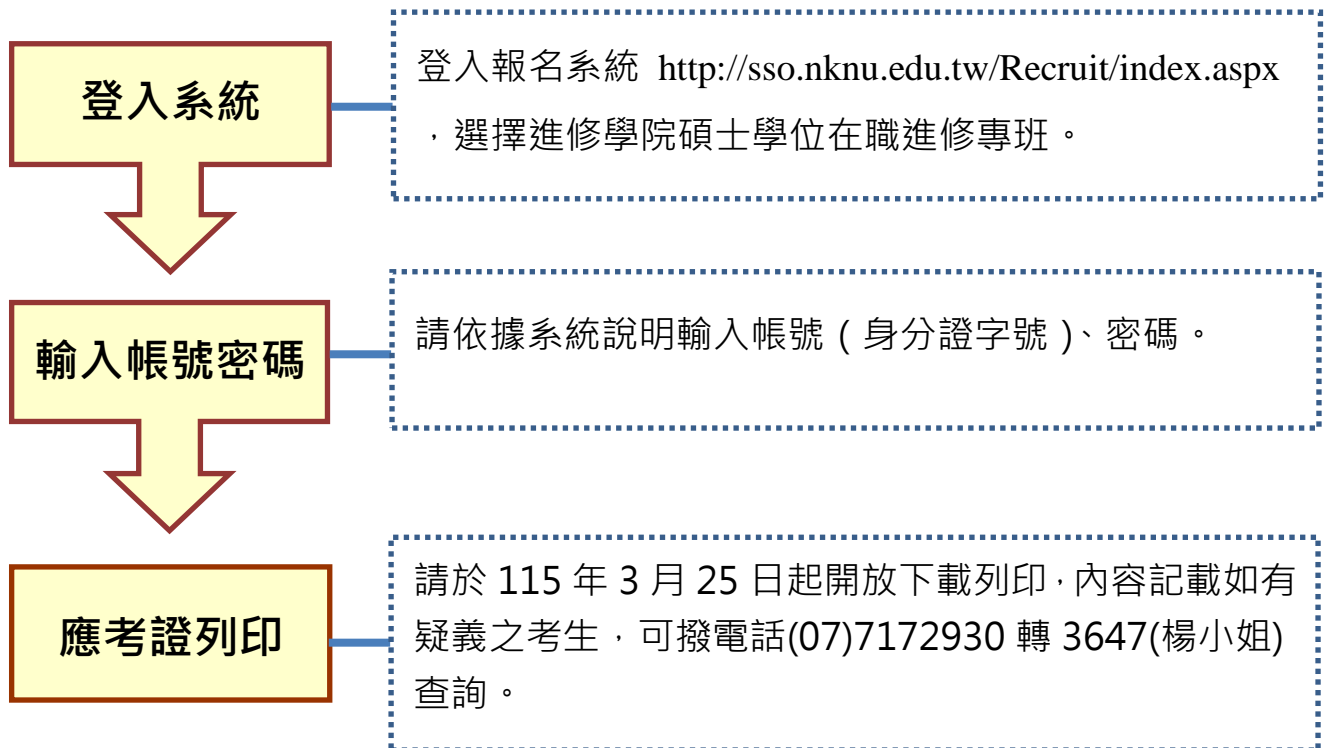 登入系統
登入報名系統 http://sso.nknu.edu.tw/Recruit/index.aspx
，選擇進修學院碩士學位在職進修專班。
輸入帳號密碼
請依據系統說明輸入帳號（身分證字號）、密碼。
應考證列印
請於 115 年 3 月 25 日起開放下載列印，內容記載如有
疑義之考生，可撥電話(07)7172930 轉 3647(楊小姐)
查詢。